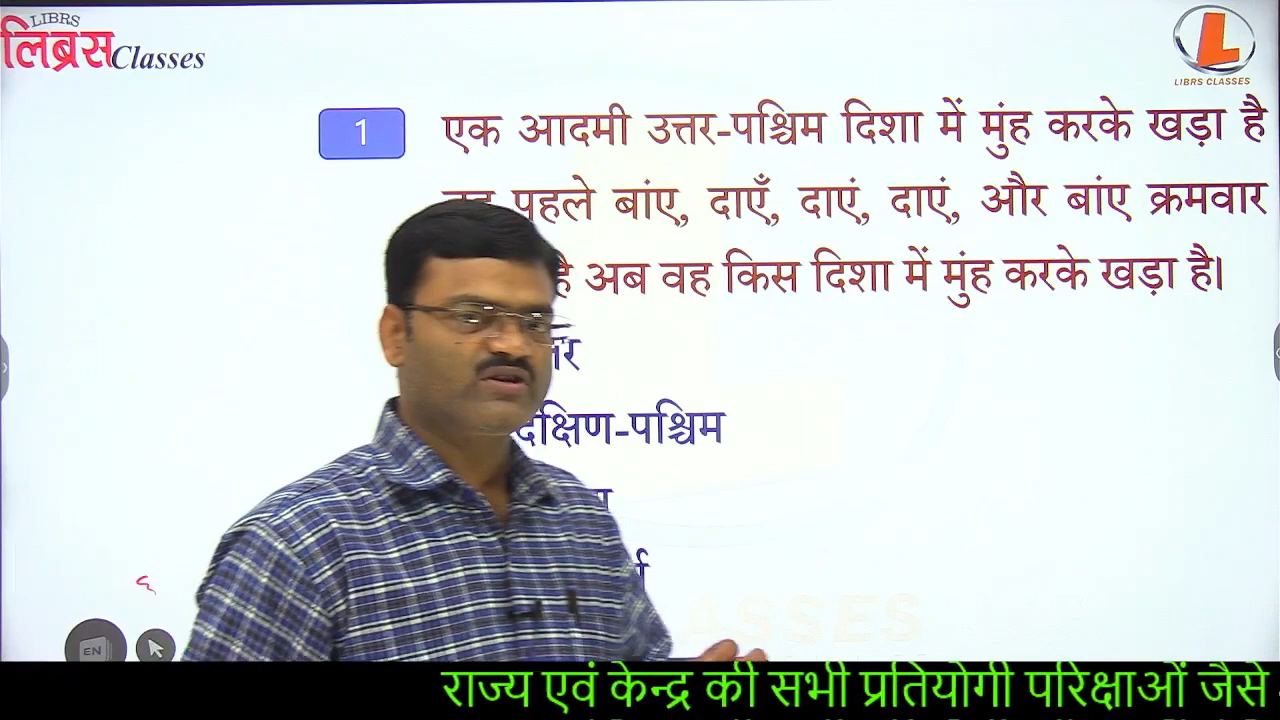 LIBRS
लिब्रस Classes
LIBRS CLASSES
1
एक आदमी उत्तर-पश्चिम दिशा में मुंह करके खड़ा है
पहले बांए, दाएँ, दाएं, दाएं, और बांए क्रमवार
है अब वह किस दिशा में मुंह करके खड़ा है।
दक्षिण-पश्चिम
EN
राज्य एवं केन्द्र की सभी प्रतियोगी परिक्षाओं जैसे